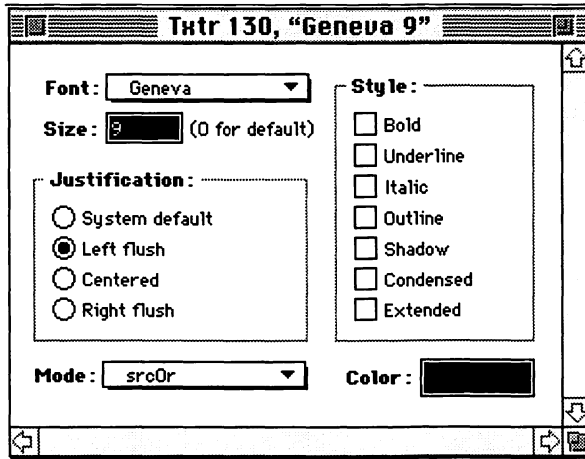 Txtr 130, “Geneva 9”
Font: Geneva
Size: 9 (0 for default)
Justification:
System default
Left flush
Centered
Right flush
Mode: srcOr
Style:
Bold
Underline
Italic
Outline
Shadow
Condensed
Extended
Color: